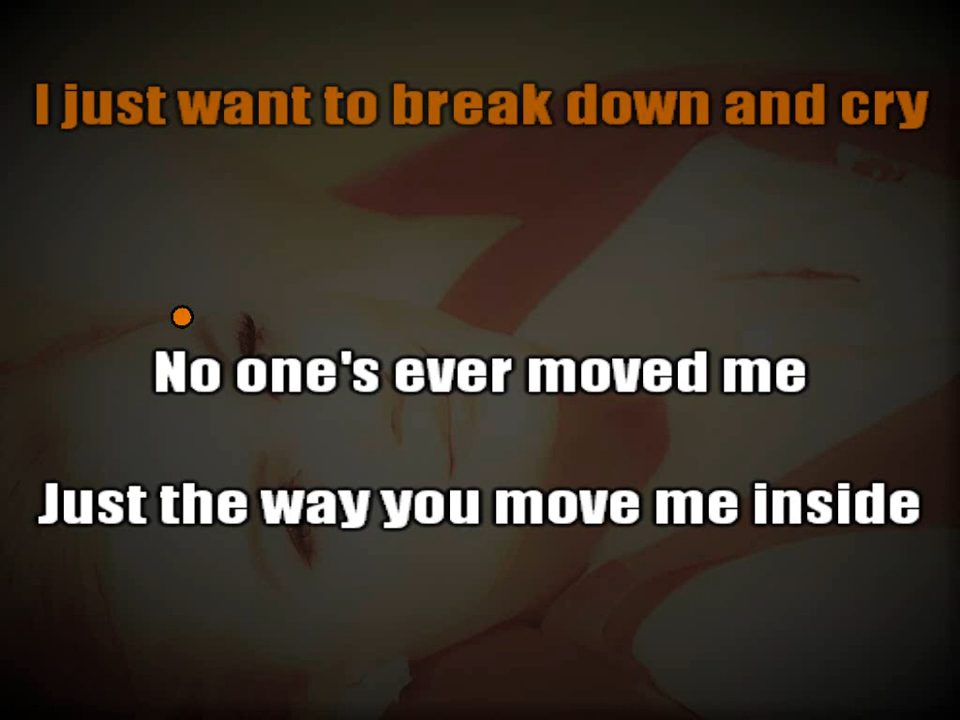 I just want to break down and cry
No one's ever moved me
Just the way you move me inside